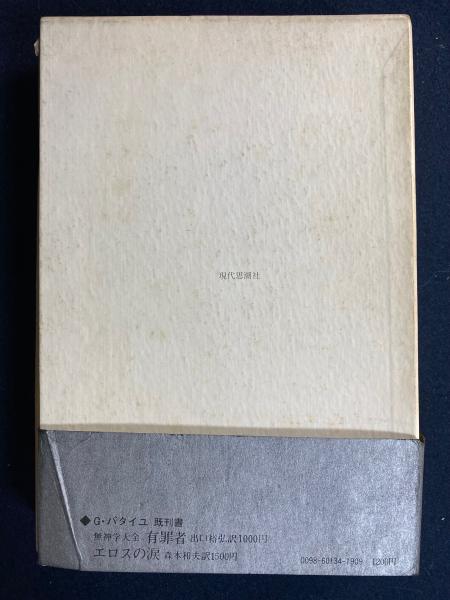 現代思潮社
◆G・バタイユ 既刊書
無神学大全 有罪者 出口裕弘訳1000円
エロスの涙 森本和夫訳1500円
0098-60134-1909 1200円